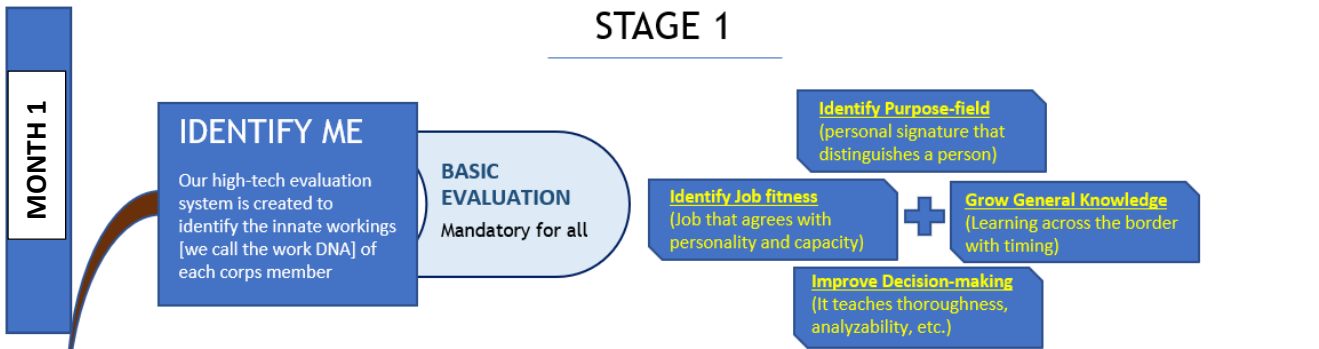 STAGE 1
MONTH 1
IDENTIFY ME
Our high-tech evaluation
system is created to
identify the innate workings
[we call the work DNA] of
each corps member
BASIC
EVALUATION
Mandatory for all
Identify Purpose-field
(personal signature that
distinguishes a person)
Identify Job fitness
(Job that agrees with
personality and capacity)
Grow General Knowledge
(Learning across the border
with timing)
Improve Decision-making
(It teaches thoroughness,
analyzability, etc.)